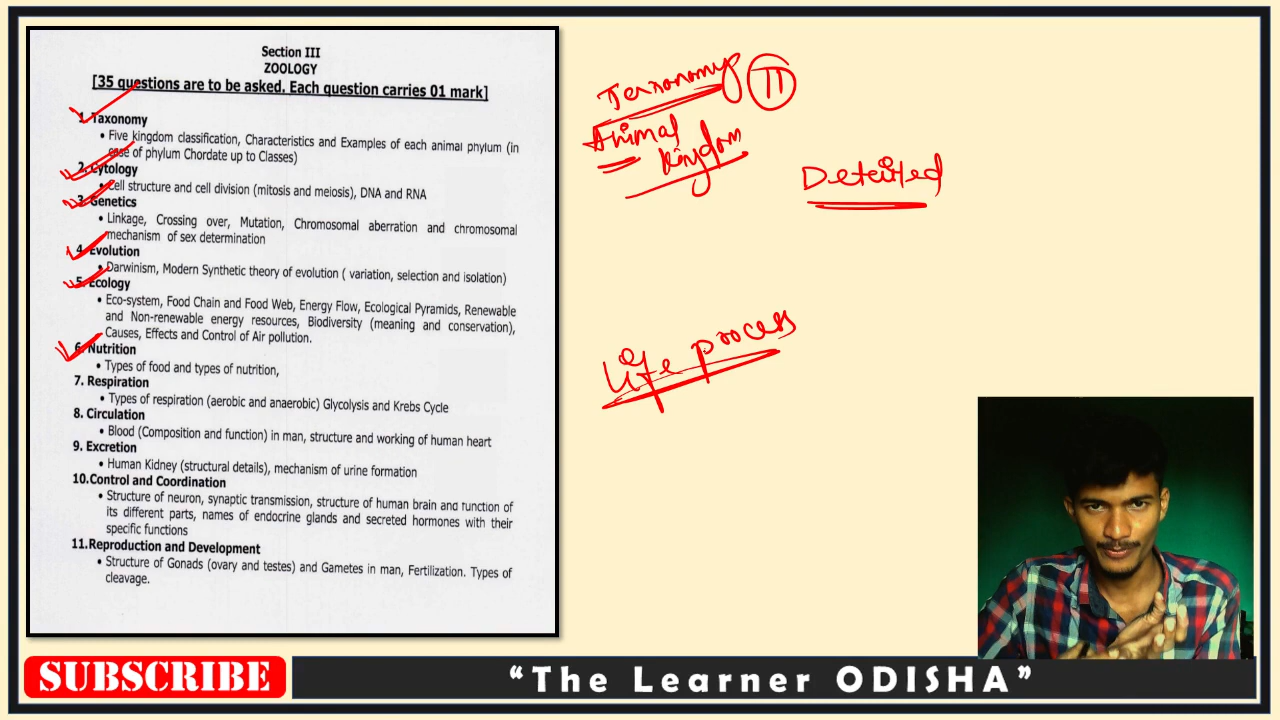 Section III
ZOOLOGY
[35 questions are to be asked. Each question carries 01 mark]
1. Taxonomy
• Five kingdom classification, Characteristics and Examples of each animal phylum (in
case of phylum Chordate up to Classes)
2. Cytology
• Cell structure and cell division (mitosis and meiosis), DNA and RNA
3. Genetics
• Linkage, Crossing over, Mutation, Chromosomal aberration and chromosomal
mechanism of sex determination
4. Evolution
• Darwinism, Modern Synthetic theory of evolution ( variation, selection and isolation)
5. Ecology
• Eco-system, Food Chain and Food Web, Energy Flow, Ecological Pyramids, Renewable
and Non-renewable energy resources, Biodiversity (meaning and conservation),
Causes, Effects and Control of Air pollution.
6. Nutrition
• Types of food and types of nutrition,
7. Respiration
• Types of respiration (aerobic and anaerobic) Glycolysis and Krebs Cycle
8. Circulation
• Blood (Composition and function) in man, structure and working of human heart
9. Excretion
• Human Kidney (structural details), mechanism of urine formation
10.Control and Coordination
• Structure of neuron, synaptic transmission, structure of human brain and function of
its different parts, names of endocrine glands and secreted hormones with their
specific functions
11.Reproduction and Development
• Structure of Gonads (ovary and testes) and Gametes in man, Fertilization. Types of
cleavage.
Taxonomy II
Animal
Kingdom
Detailed
Life process
SUBSCRIBE
“The Learner ODISHA”